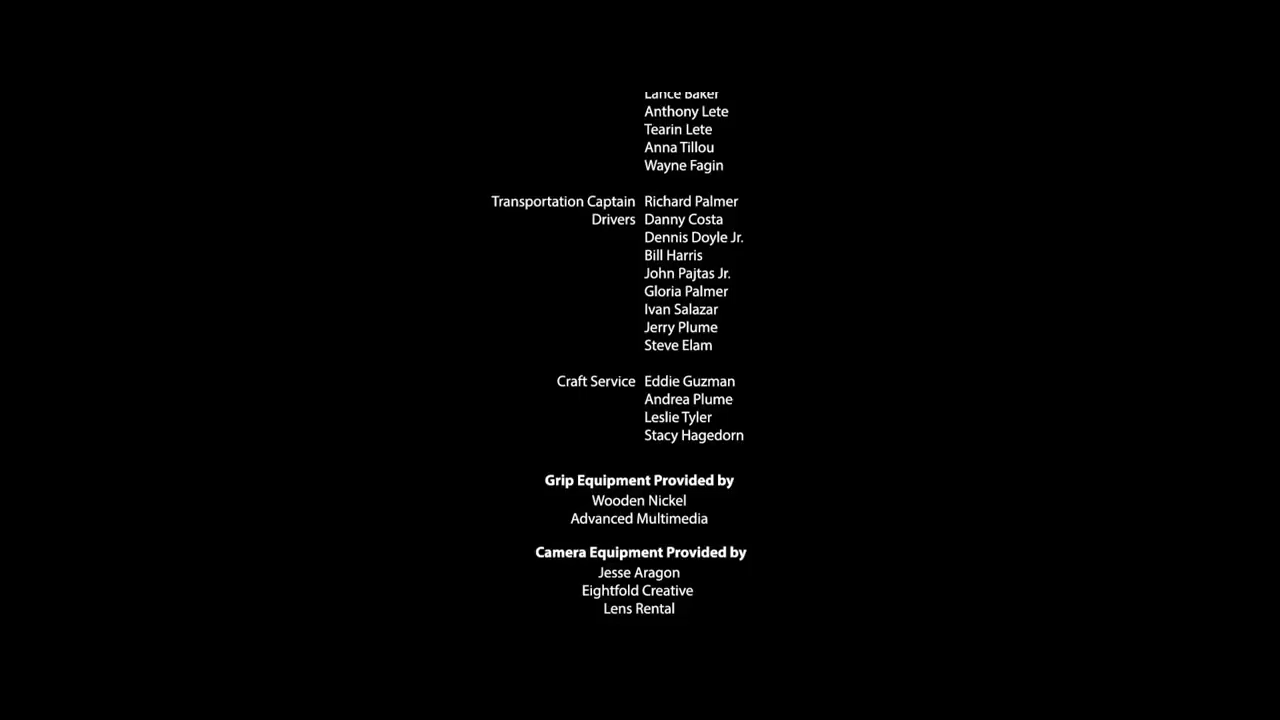 Lance Baker
Anthony Lete
Tearin Lete
Anna Tillou
Wayne Fagin
Transportation Captain Richard Palmer
Drivers Danny Costa
Dennis Doyle Jr.
Bill Harris
John Pajtas Jr.
Gloria Palmer
Ivan Salazar
Jerry Plume
Steve Elam
Craft Service Eddie Guzman
Andrea Plume
Leslie Tyler
Stacy Hagedorn
Grip Equipment Provided by
Wooden Nickel
Advanced Multimedia
Camera Equipment Provided by
Jesse Aragon
Eightfold Creative
Lens Rental